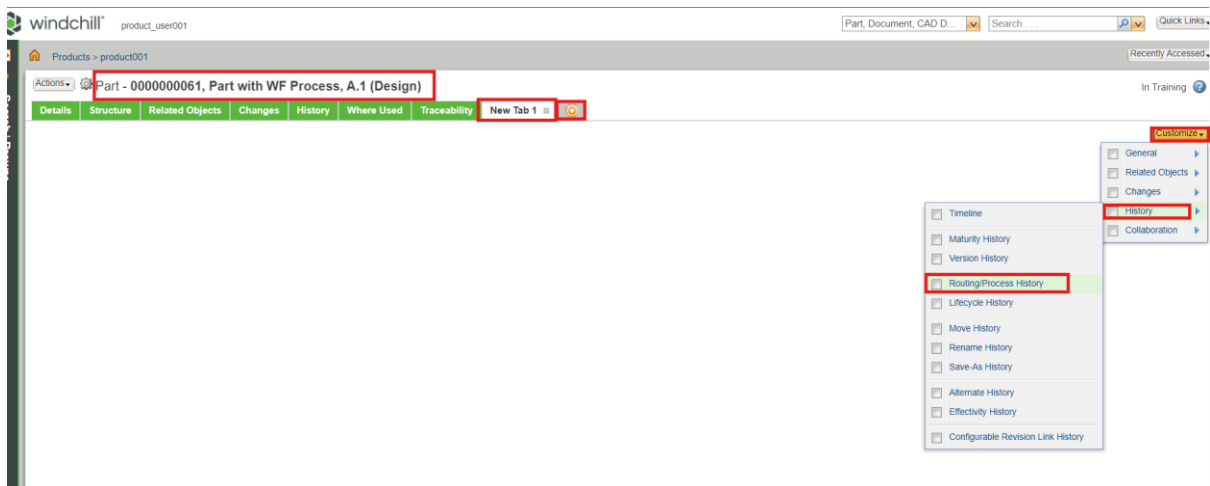 windchill® product_user001 Part, Document, CAD D... Search . . . Quick Links
Products > product001 Recently Accessed
Actions Part - 0000000061, Part with WF Process, A.1 (Design) In Training
Details Structure Related Objects Changes History Where Used Traceability New Tab 1
Customize
General
Related Objects
Changes
History
Collaboration
Timeline
Maturity History
Version History
Routing/Process History
Lifecycle History
Move History
Rename History
Save-As History
Alternate History
Effectivity History
Configurable Revision Link History